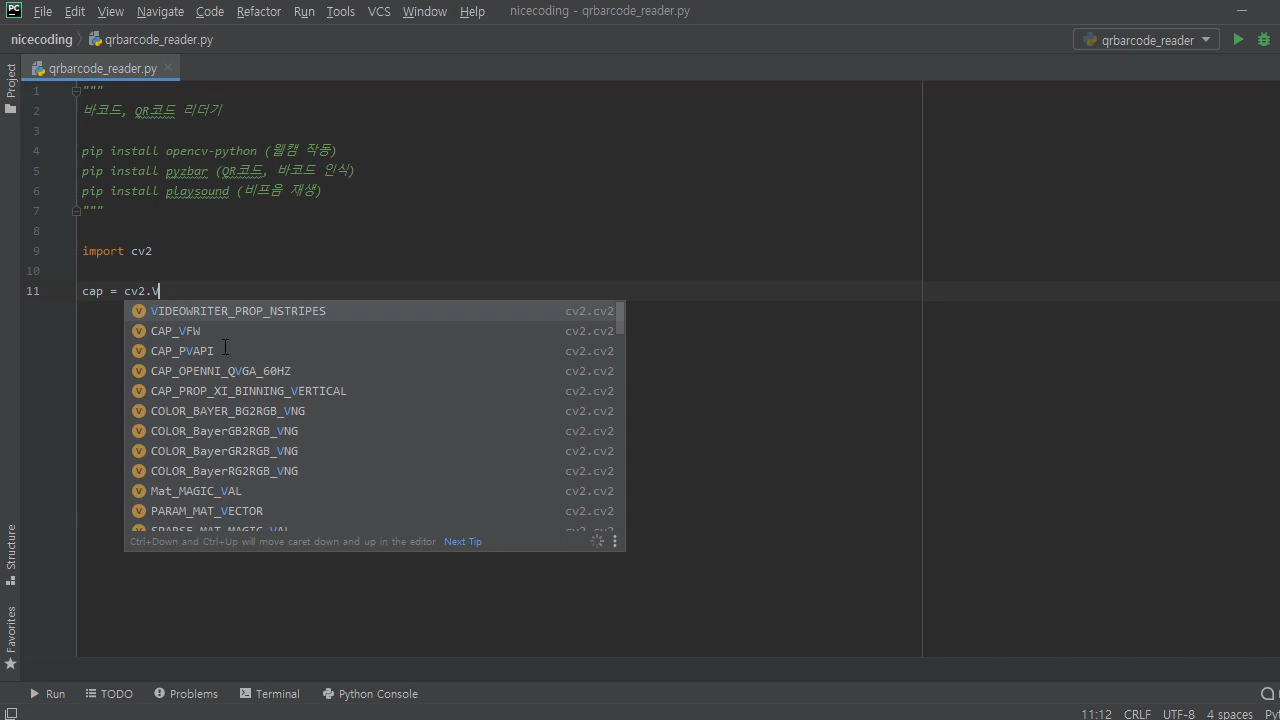 PC File Edit View Navigate Code Refactor Run Tools VCS Window Help nicecoding - qrbarcode_reader.py
nicecoding qrbarcode_reader.py qrbarcode_reader
Project
qrbarcode_reader.py
1 """
2 바코드, QR코드 리더기
3
4 pip install opencv-python (웹캠 작동)
5 pip install pyzbar (QR코드, 바코드 인식)
6 pip install playsound (비프음 재생)
7 """
8
9 import cv2
10
11 cap = cv2.V
VIDEOWRITER_PROP_NSTRIPES cv2.cv2
CAP_VFW cv2.cv2
CAP_PVAPI cv2.cv2
CAP_OPENNI_QVGA_60HZ cv2.cv2
CAP_PROP_XI_BINNING_VERTICAL cv2.cv2
COLOR_BAYER_BG2RGB_VNG cv2.cv2
COLOR_BayerGB2RGB_VNG cv2.cv2
COLOR_BayerGR2RGB_VNG cv2.cv2
COLOR_BayerRG2RGB_VNG cv2.cv2
Mat_MAGIC_VAL cv2.cv2
PARAM_MAT_VECTOR cv2.cv2
SPARSE_MAT_MAGIC_VAL cv2.cv2
Ctrl+Down and Ctrl+Up will move caret down and up in the editor Next Tip
Structure
Favorites
Run TODO Problems Terminal Python Console
11:12 CRLF UTF-8 4 spaces Py